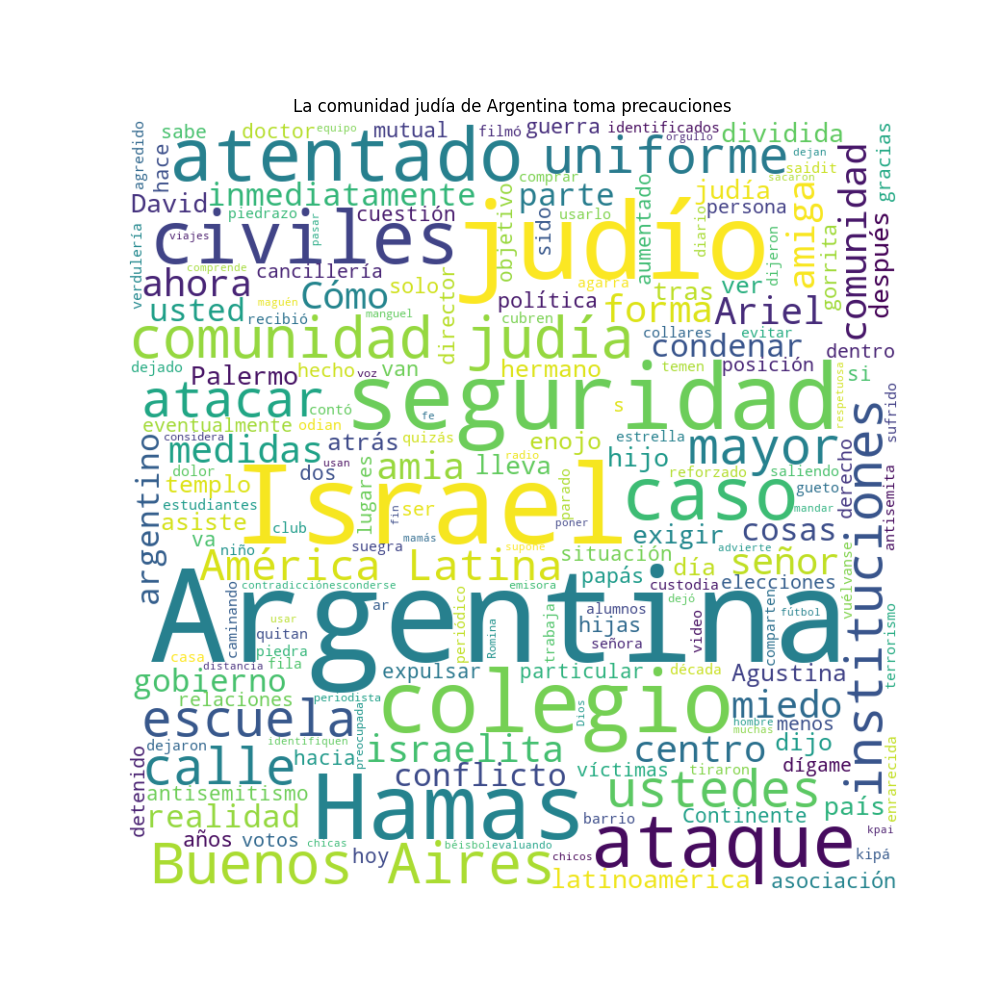 La comunidad judía de Argentina toma precauciones
agredido
sabe
doctor
equipo
mutual
filmó
guerra
identificados
orgullo
dividida
dejan
gracias
hace
atentado
uniforme
comprar
saidit
sacaron
inmediatamente
parte
judía
David
piedrazo
pasar
cuestión
objetivo
sido
usarlo
aumentado
persona
diario
dijeron
amiga
gorrita
comunidad
después
verdulería
viajes
civiles
judío
comprende
cancillería
agarra
ahora
maguén
Cómo
solo
director
política
forma
tras
ver
Ariel
usted
recibió
manguel
cubren
collares
evitar
comunidad judía
condenar
dentro
dejado
Palermo
hecho
voz
van
hermano
temen
posición
si
respetuosa
sufrido
atacar
contó
fe
seguridad
s
eventualmente
odian
considera
medidas
atrás
quizás
enojo
estrella
mayor
usan
radio
hijo
dolor
dos
amia
lleva
reforzado
saliendo
derecho
gueto
antisemita
argentino
templo
lugares
parado
estudiantes
Israel
caso
mandar
instituciones
asiste
club
fin
ser
poner
exigir
cosas
va
niño
suegra
mamás
supone
situación
advierte
vuélvanse
América Latina
día
señor
papás
custodia
elecciones
contradicciónesconderse
emisora
caminando
usar
ar
periódico
Romina
trabaja
alumnos
dejó
video
comparten
fútbol
terrorismo
Argentina
quitan
hijas
señora
piedra
casa
distancia
fila
expulsar
particular
década
Agustina
gobierno
relaciones
periodista
preocupada
colegio
Dios
miedo
escuela
hombre
menos
muchas
dejaron
identifiquen
hacia
israelita
centro
dijo
detenido
calle
conflicto
víctimas
tiraron
dígame
enrarecida
antisemitismo
Hamas
ustedes
realidad
barrio
Continente
país
años
votos
chicas
béisbolevaluando
ataque
kpai
hoy
chicos
kipá
Buenos Aires
latinoamérica
asociación